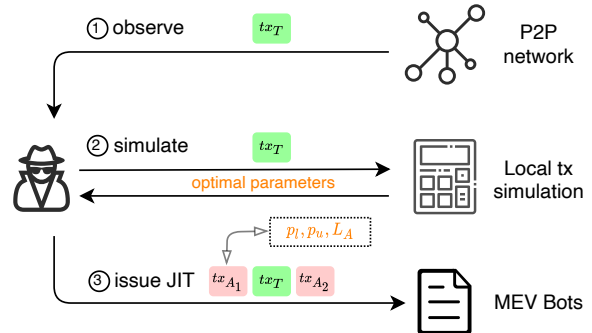 ① observe
tx_T
P2P
network
② simulate
tx_T
optimal parameters
Local tx
simulation
p_l, p_u, L_A
③ issue JIT
tx_{A_1}
tx_T
tx_{A_2}
MEV Bots